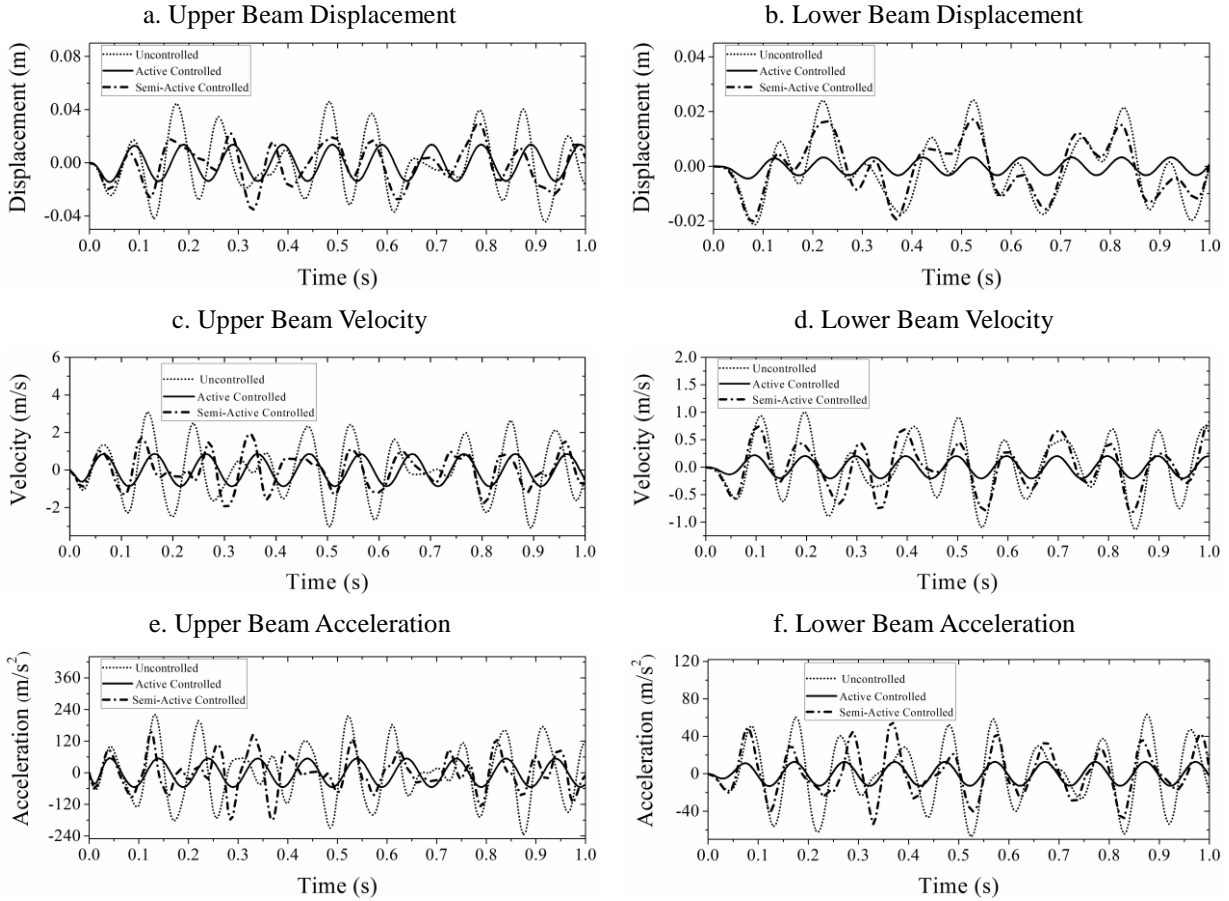 a. Upper Beam Displacement
Displacement (m)
0.08
0.04
0.00
-0.04
Uncontrolled
Active Controlled
Semi-Active Controlled
0.0 0.1 0.2 0.3 0.4 0.5 0.6 0.7 0.8 0.9 1.0
Time (s)
b. Lower Beam Displacement
Displacement (m)
0.04
0.02
0.00
-0.02
Uncontrolled
Active Controlled
Semi-Active Controlled
0.0 0.1 0.2 0.3 0.4 0.5 0.6 0.7 0.8 0.9 1.0
Time (s)
c. Upper Beam Velocity
Velocity (m/s)
6
4
2
0
-2
Uncontrolled
Active Controlled
Semi-Active Controlled
0.0 0.1 0.2 0.3 0.4 0.5 0.6 0.7 0.8 0.9 1.0
Time (s)
d. Lower Beam Velocity
Velocity (m/s)
2.0
1.5
1.0
0.5
0.0
-0.5
-1.0
Uncontrolled
Active Controlled
Semi-Active Controlled
0.0 0.1 0.2 0.3 0.4 0.5 0.6 0.7 0.8 0.9 1.0
Time (s)
e. Upper Beam Acceleration
Acceleration (m/s²)
360
240
120
0
-120
-240
Uncontrolled
Active Controlled
Semi-Active Controlled
0.0 0.1 0.2 0.3 0.4 0.5 0.6 0.7 0.8 0.9 1.0
Time (s)
f. Lower Beam Acceleration
Acceleration (m/s²)
120
80
40
0
-40
Uncontrolled
Active Controlled
Semi-Active Controlled
0.0 0.1 0.2 0.3 0.4 0.5 0.6 0.7 0.8 0.9 1.0
Time (s)